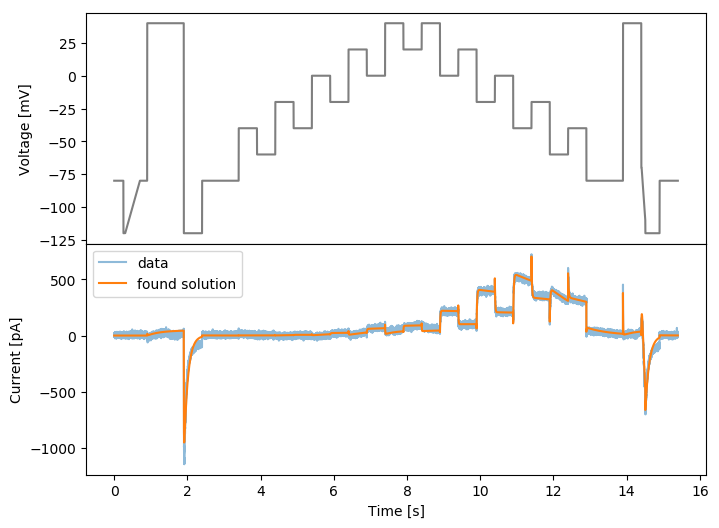 25
0
−25
−50
−75
−100
−125
Voltage [mV]
data
found solution
500
0
−500
−1000
Current [pA]
0 2 4 6 8 10 12 14 16
Time [s]